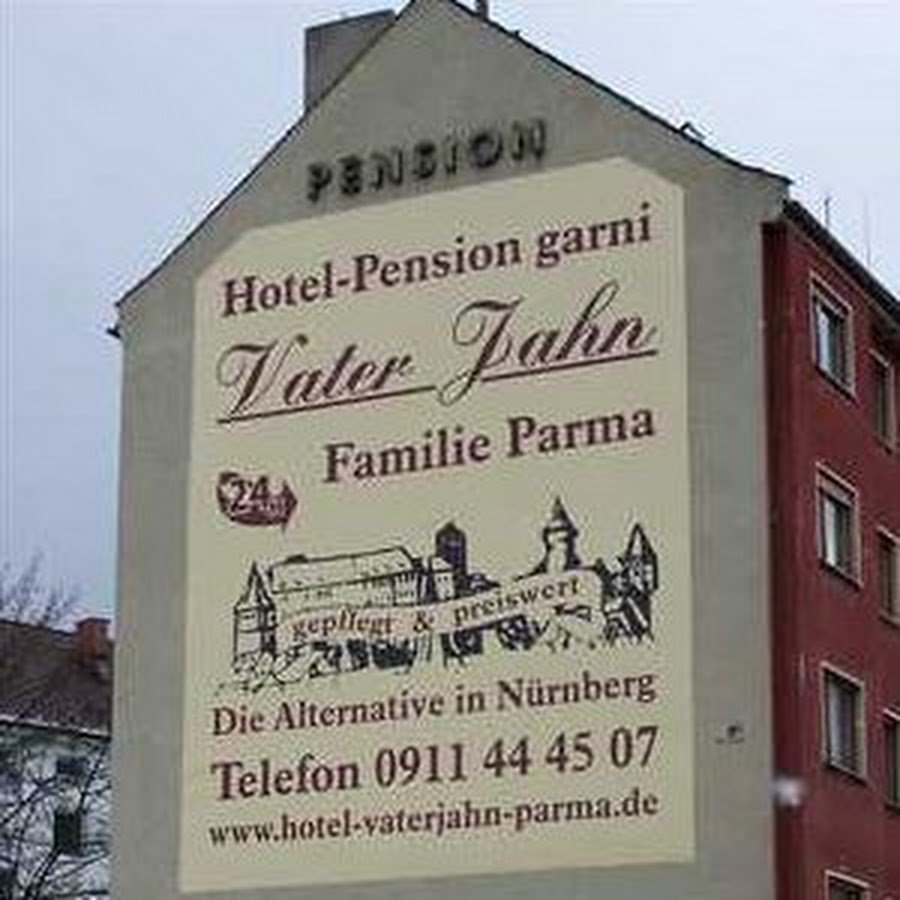 PENSION
Hotel-Pension garni
Vater Jahn
Familie Parma
24
gepflegt & preiswert
Die Alternative in Nürnberg
Telefon 0911 44 45 07
www.hotel-vaterjahn-parma.de